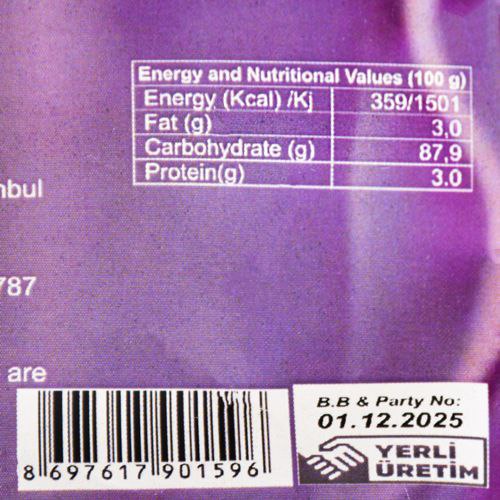 Energy and Nutritional Values (100 g)
Energy (Kcal) /Kj 359/1501
Fat (g) 3,0
Carbohydrate (g) 87,9
Protein(g) 3.0
787
are
8 697617 901596
B.B & Party No:
01.12.2025
YERLİ
ÜRETİM